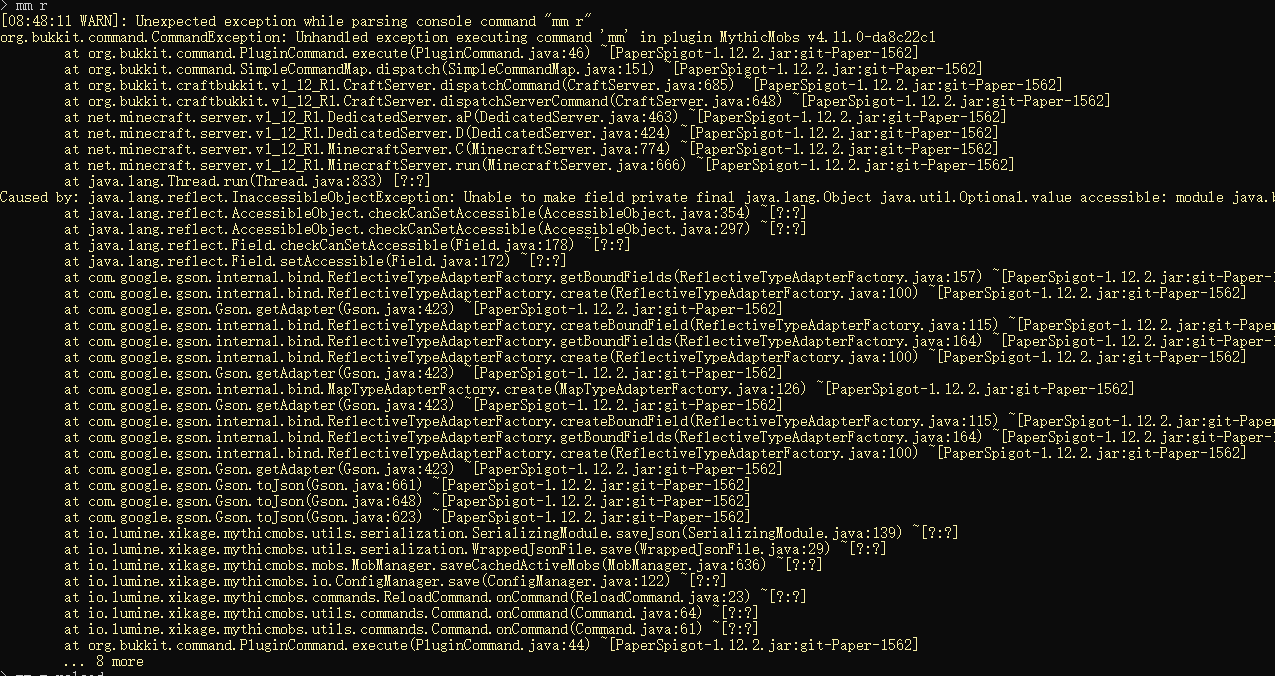 > mm r
[08:48:11 WARN]: Unexpected exception while parsing console command "mm r"
org.bukkit.command.CommandException: Unhandled exception executing command 'mm' in plugin MythicMobs v4.11.0-da8c22c1
at org.bukkit.command.PluginCommand.execute(PluginCommand.java:46) ~[PaperSpigot-1.12.2.jar:git-Paper-1562]
at org.bukkit.command.SimpleCommandMap.dispatch(SimpleCommandMap.java:151) ~[PaperSpigot-1.12.2.jar:git-Paper-1562]
at org.bukkit.craftbukkit.v1_12_R1.CraftServer.dispatchCommand(CraftServer.java:685) ~[PaperSpigot-1.12.2.jar:git-Paper-1562]
at org.bukkit.craftbukkit.v1_12_R1.CraftServer.dispatchServerCommand(CraftServer.java:648) ~[PaperSpigot-1.12.2.jar:git-Paper-1562]
at net.minecraft.server.v1_12_R1.DedicatedServer.aP(DedicatedServer.java:463) ~[PaperSpigot-1.12.2.jar:git-Paper-1562]
at net.minecraft.server.v1_12_R1.DedicatedServer.D(DedicatedServer.java:424) ~[PaperSpigot-1.12.2.jar:git-Paper-1562]
at net.minecraft.server.v1_12_R1.MinecraftServer.C(MinecraftServer.java:774) ~[PaperSpigot-1.12.2.jar:git-Paper-1562]
at net.minecraft.server.v1_12_R1.MinecraftServer.run(MinecraftServer.java:666) ~[PaperSpigot-1.12.2.jar:git-Paper-1562]
at java.lang.Thread.run(Thread.java:833) [?:?]
Caused by: java.lang.reflect.InaccessibleObjectException: Unable to make field private final java.lang.Object java.util.Optional.value accessible: module java.b
at java.lang.reflect.AccessibleObject.checkCanSetAccessible(AccessibleObject.java:354) ~[?:?]
at java.lang.reflect.AccessibleObject.checkCanSetAccessible(AccessibleObject.java:297) ~[?:?]
at java.lang.reflect.Field.checkCanSetAccessible(Field.java:178) ~[?:?]
at java.lang.reflect.Field.setAccessible(Field.java:172) ~[?:?]
at com.google.gson.internal.bind.ReflectiveTypeAdapterFactory.getBoundFields(ReflectiveTypeAdapterFactory.java:157) ~[PaperSpigot-1.12.2.jar:git-Paper-1
at com.google.gson.internal.bind.ReflectiveTypeAdapterFactory.create(ReflectiveTypeAdapterFactory.java:100) ~[PaperSpigot-1.12.2.jar:git-Paper-1562]
at com.google.gson.Gson.getAdapter(Gson.java:423) ~[PaperSpigot-1.12.2.jar:git-Paper-1562]
at com.google.gson.internal.bind.ReflectiveTypeAdapterFactory.createBoundField(ReflectiveTypeAdapterFactory.java:115) ~[PaperSpigot-1.12.2.jar:git-Paper
at com.google.gson.internal.bind.ReflectiveTypeAdapterFactory.getBoundFields(ReflectiveTypeAdapterFactory.java:164) ~[PaperSpigot-1.12.2.jar:git-Paper-1
at com.google.gson.internal.bind.ReflectiveTypeAdapterFactory.create(ReflectiveTypeAdapterFactory.java:100) ~[PaperSpigot-1.12.2.jar:git-Paper-1562]
at com.google.gson.Gson.getAdapter(Gson.java:423) ~[PaperSpigot-1.12.2.jar:git-Paper-1562]
at com.google.gson.internal.bind.MapTypeAdapterFactory.create(MapTypeAdapterFactory.java:126) ~[PaperSpigot-1.12.2.jar:git-Paper-1562]
at com.google.gson.Gson.getAdapter(Gson.java:423) ~[PaperSpigot-1.12.2.jar:git-Paper-1562]
at com.google.gson.internal.bind.ReflectiveTypeAdapterFactory.createBoundField(ReflectiveTypeAdapterFactory.java:115) ~[PaperSpigot-1.12.2.jar:git-Paper
at com.google.gson.internal.bind.ReflectiveTypeAdapterFactory.getBoundFields(ReflectiveTypeAdapterFactory.java:164) ~[PaperSpigot-1.12.2.jar:git-Paper-1
at com.google.gson.internal.bind.ReflectiveTypeAdapterFactory.create(ReflectiveTypeAdapterFactory.java:100) ~[PaperSpigot-1.12.2.jar:git-Paper-1562]
at com.google.gson.Gson.getAdapter(Gson.java:423) ~[PaperSpigot-1.12.2.jar:git-Paper-1562]
at com.google.gson.Gson.toJson(Gson.java:661) ~[PaperSpigot-1.12.2.jar:git-Paper-1562]
at com.google.gson.Gson.toJson(Gson.java:648) ~[PaperSpigot-1.12.2.jar:git-Paper-1562]
at com.google.gson.Gson.toJson(Gson.java:623) ~[PaperSpigot-1.12.2.jar:git-Paper-1562]
at io.lumine.xikage.mythicmobs.utils.serialization.SerializingModule.saveJson(SerializingModule.java:139) ~[?:?]
at io.lumine.xikage.mythicmobs.utils.serialization.WrappedJsonFile.save(WrappedJsonFile.java:29) ~[?:?]
at io.lumine.xikage.mythicmobs.mobs.MobManager.saveCachedActiveMobs(MobManager.java:636) ~[?:?]
at io.lumine.xikage.mythicmobs.io.ConfigManager.save(ConfigManager.java:122) ~[?:?]
at io.lumine.xikage.mythicmobs.commands.ReloadCommand.onCommand(ReloadCommand.java:23) ~[?:?]
at io.lumine.xikage.mythicmobs.utils.commands.Command.onCommand(Command.java:64) ~[?:?]
at io.lumine.xikage.mythicmobs.utils.commands.Command.onCommand(Command.java:61) ~[?:?]
at org.bukkit.command.PluginCommand.execute(PluginCommand.java:44) ~[PaperSpigot-1.12.2.jar:git-Paper-1562]
... 8 more